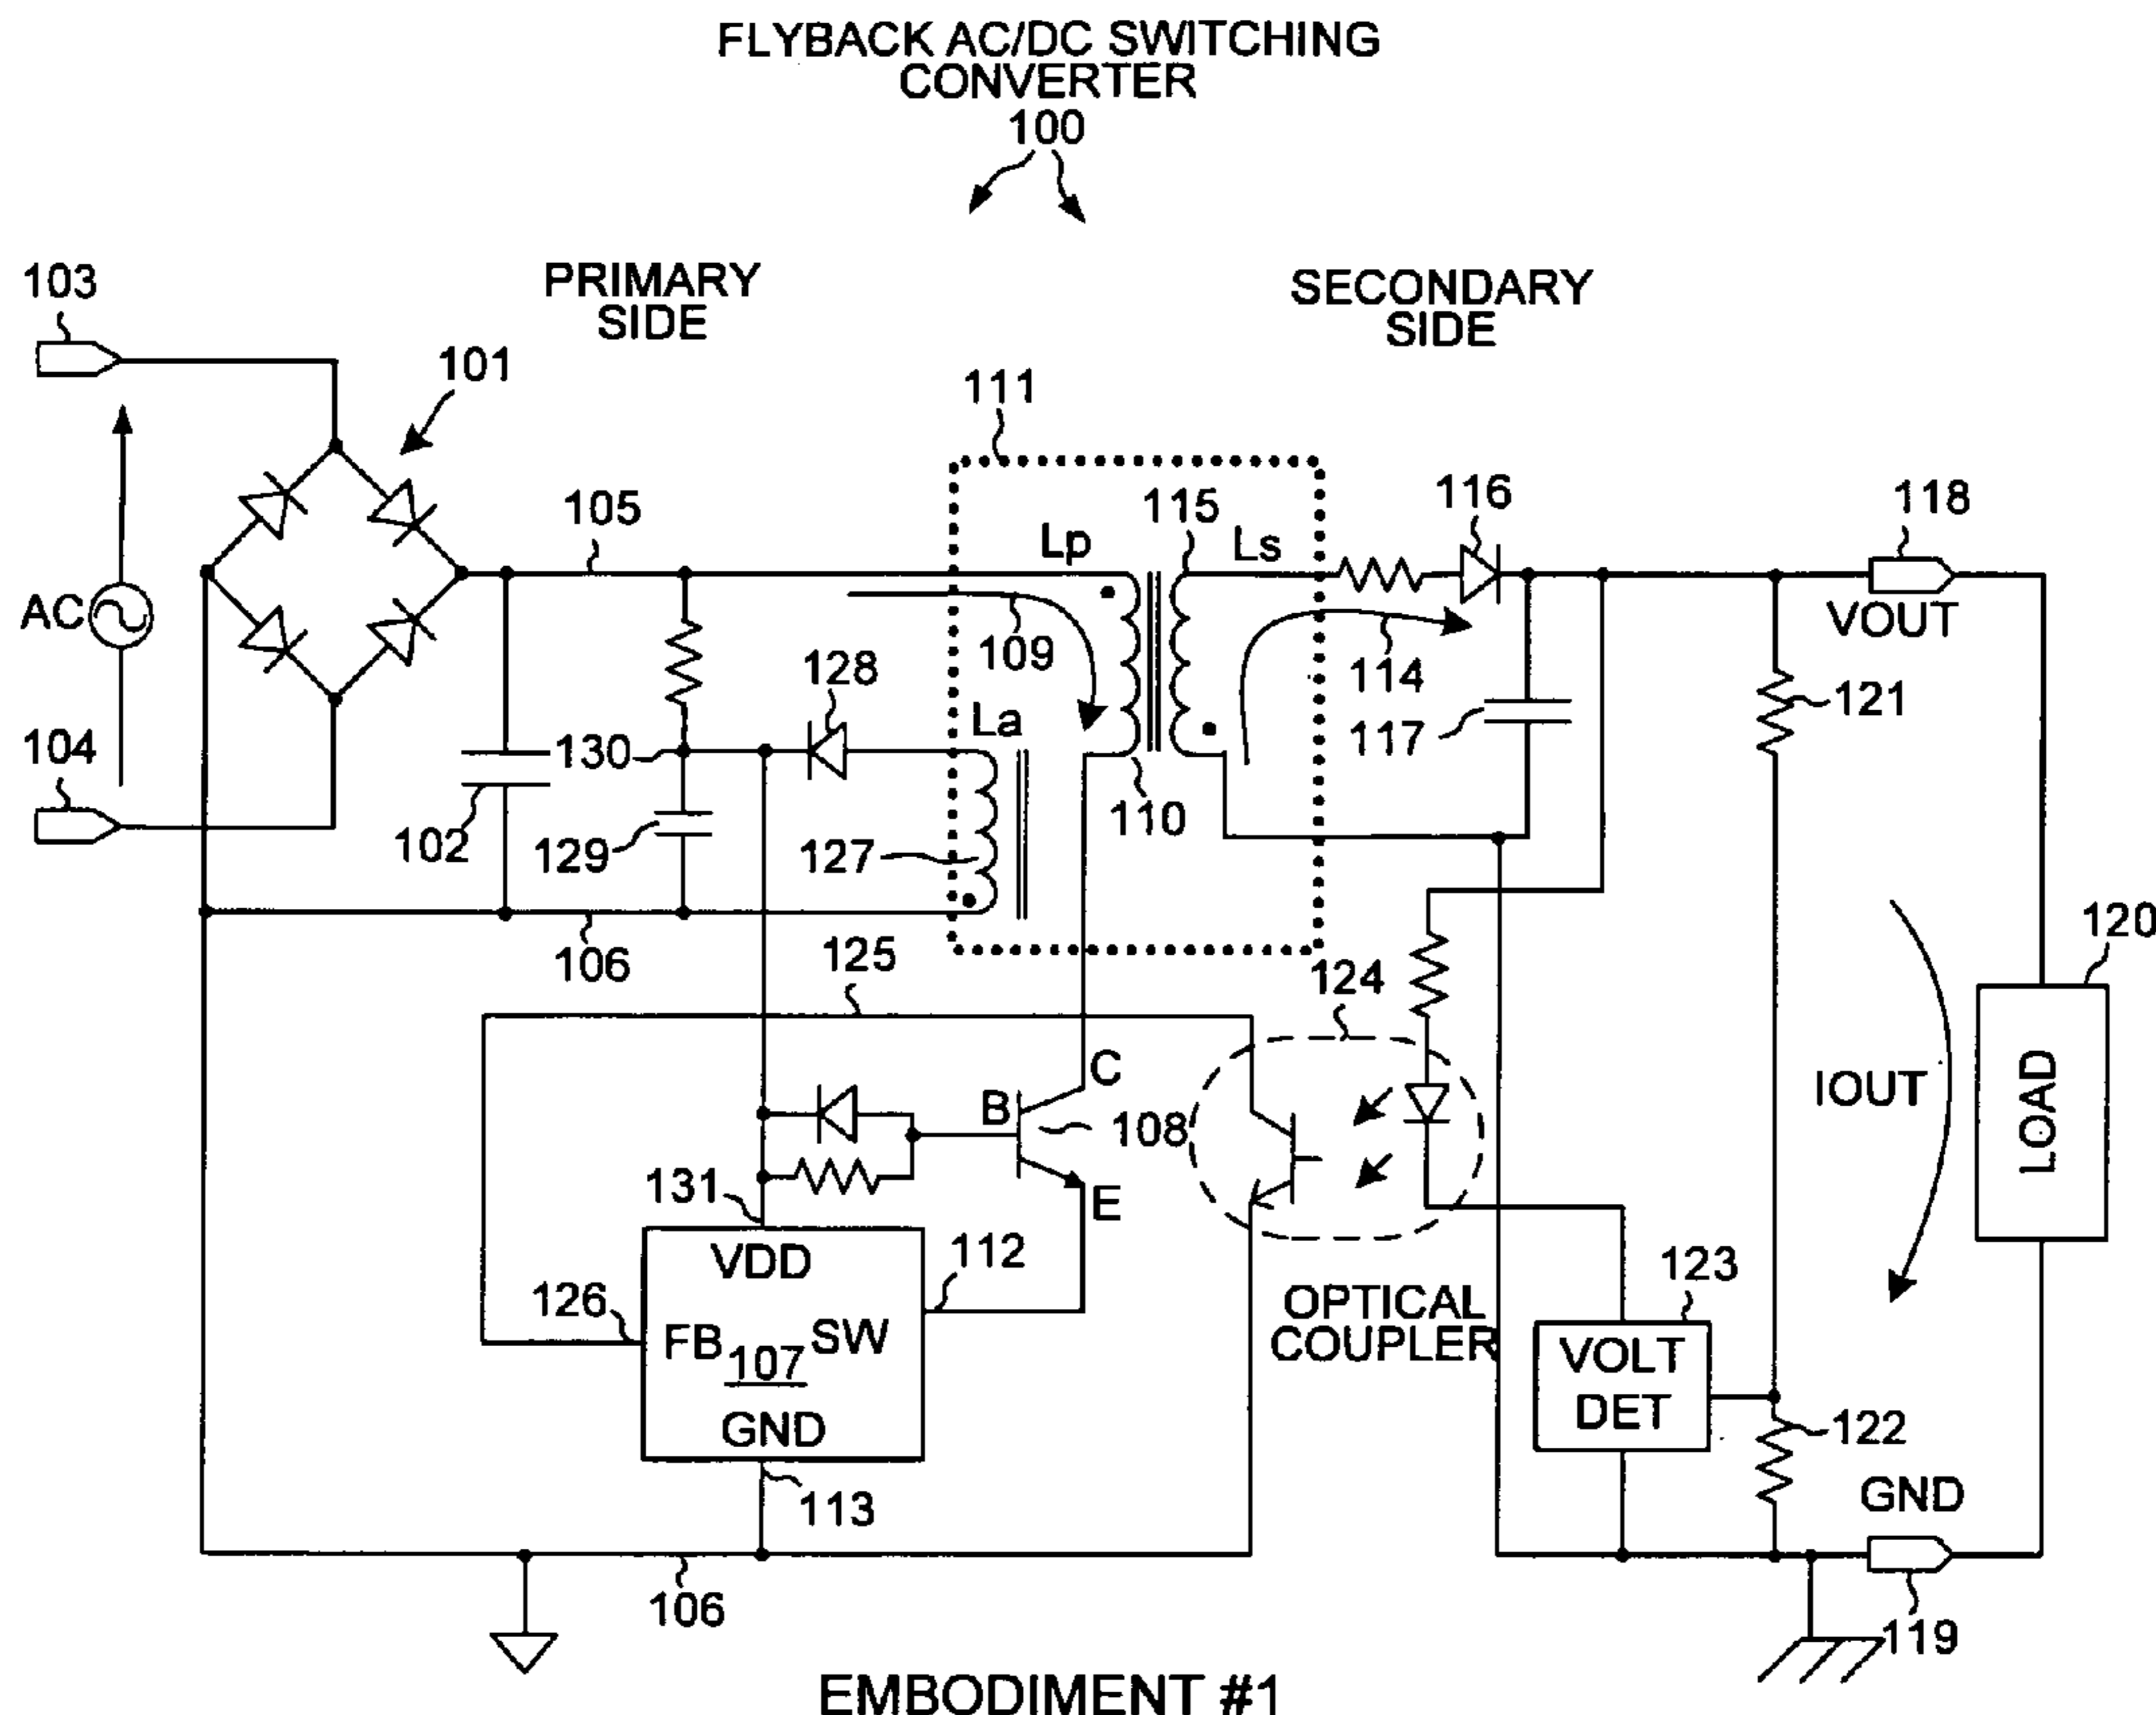 FLYBACK AC/DC SWITCHING
CONVERTER
100
PRIMARY
SIDE
SECONDARY
SIDE
103
101
111
105
Lp
115
Ls
116
118
AC
109
114
VOUT
128
La
117
121
104
130
110
102
129
127
106
125
124
120
C
B
108
IOUT
LOAD
131
E
VDD
112
123
126
FB
SW
107
GND
OPTICAL
COUPLER
VOLT
DET
122
113
GND
106
119
EMBODIMENT #1